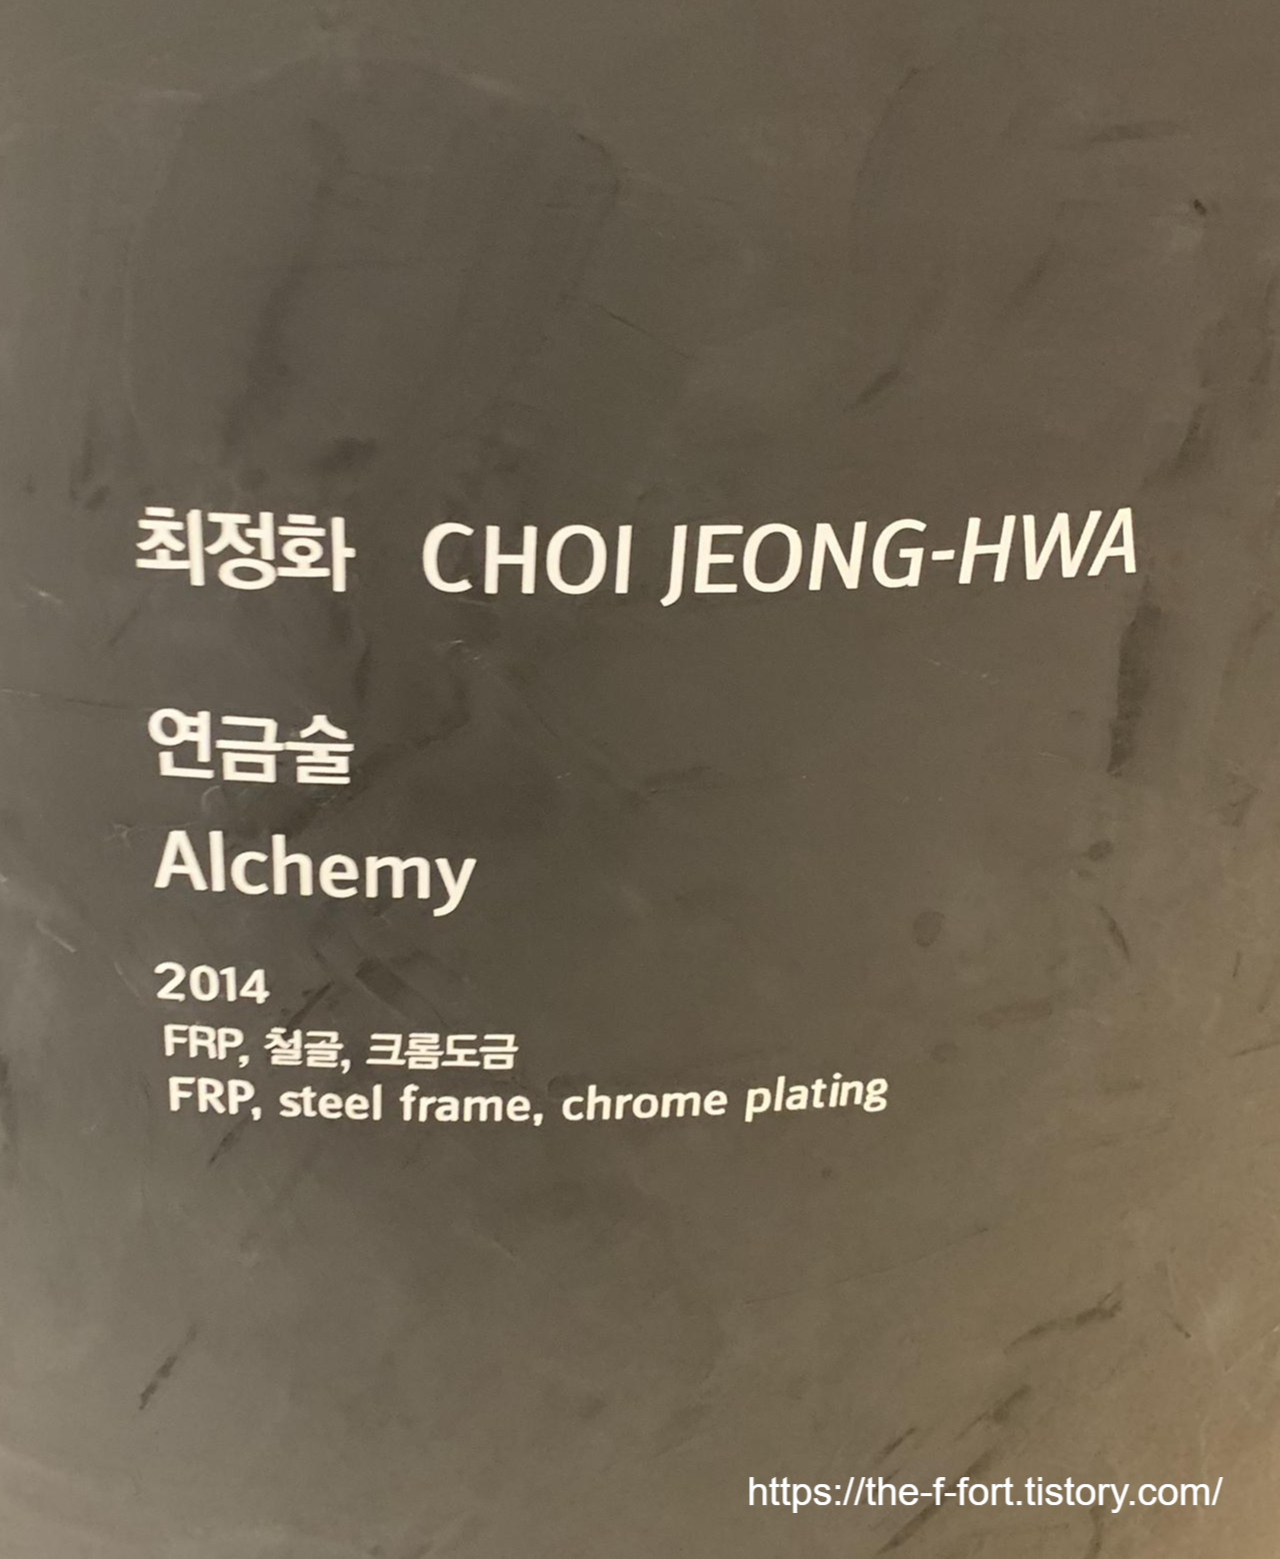 최정화 CHOI JEONG-HWA
연금술
Alchemy
2014
FRP, 철골, 크롬도금
FRP, steel frame, chrome plating
https://the-f-fort.tistory.com/